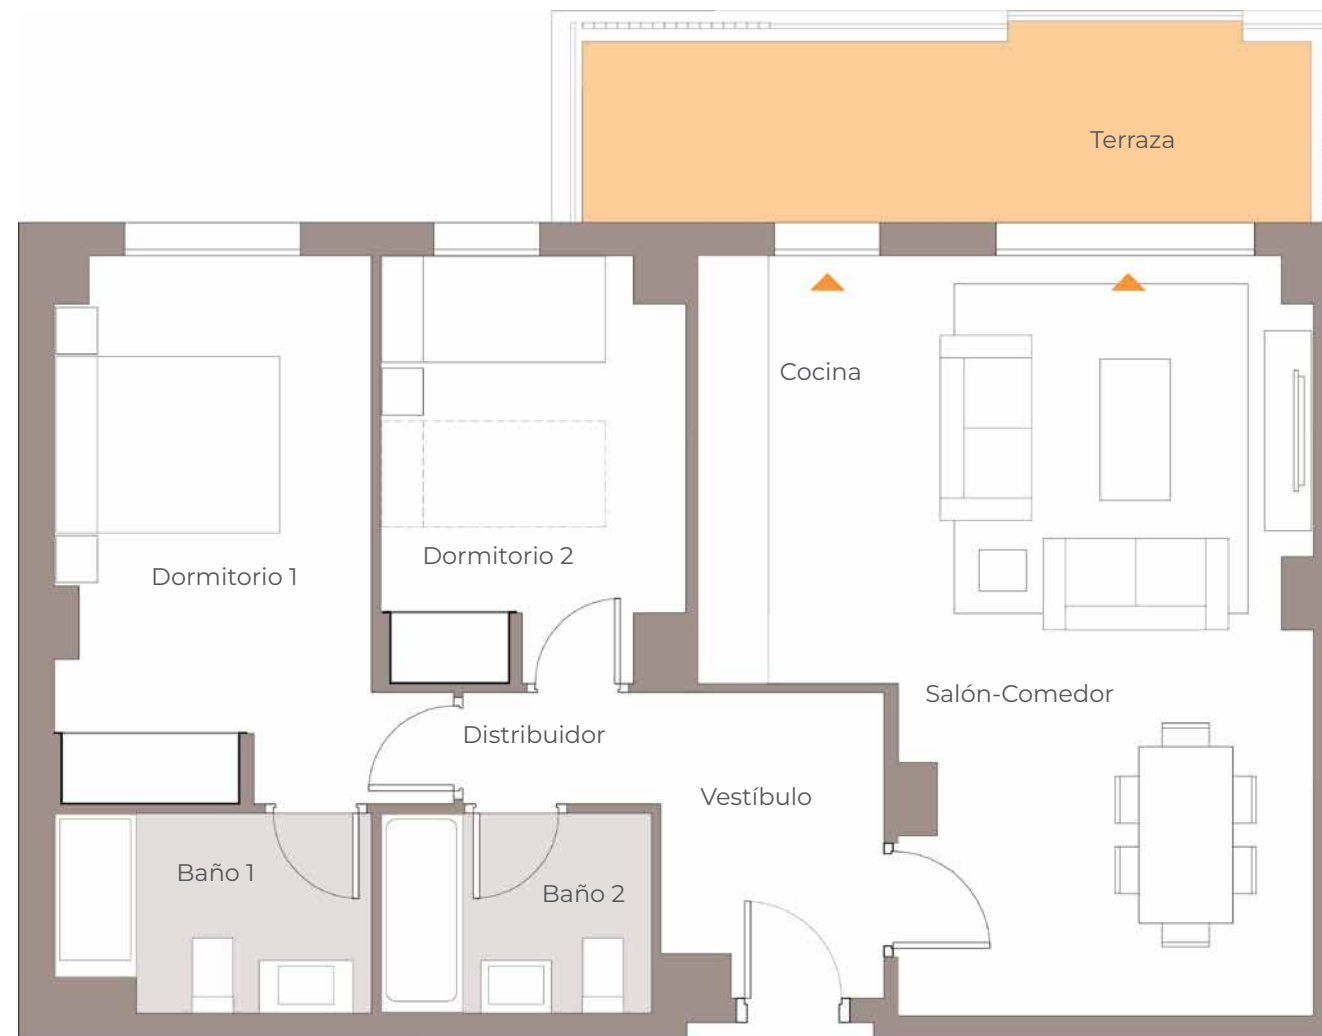 Terraza
Cocina
Dormitorio 2
Dormitorio 1
Salón-Comedor
Distribuidor
Vestíbulo
Baño 1
Baño 2